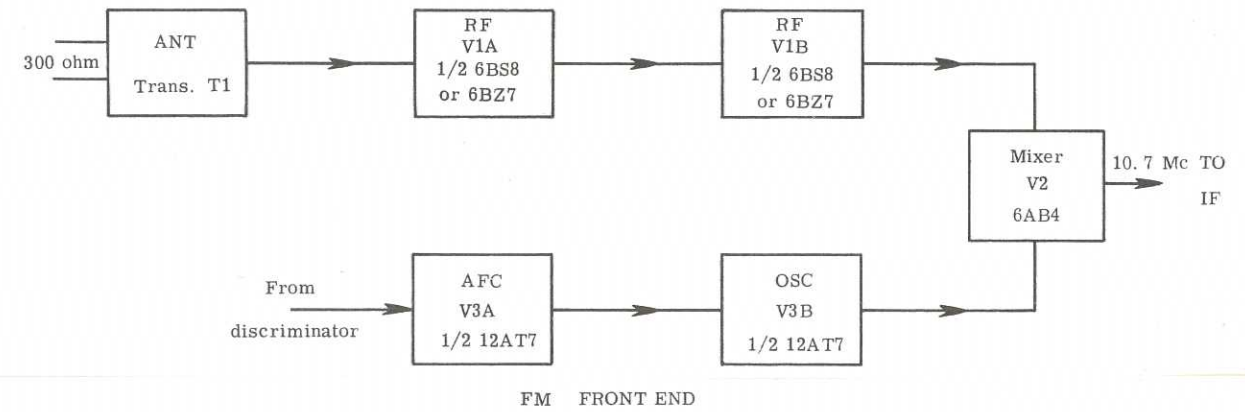 300 ohm
ANT
Trans. T1
RF
V1A
1/2 6BS8
or 6BZ7
RF
V1B
1/2 6BS8
or 6BZ7
Mixer
V2
6AB4
10.7 Mc TO
IF
From
discriminator
AFC
V3A
1/2 12AT7
OSC
V3B
1/2 12AT7
FM FRONT END